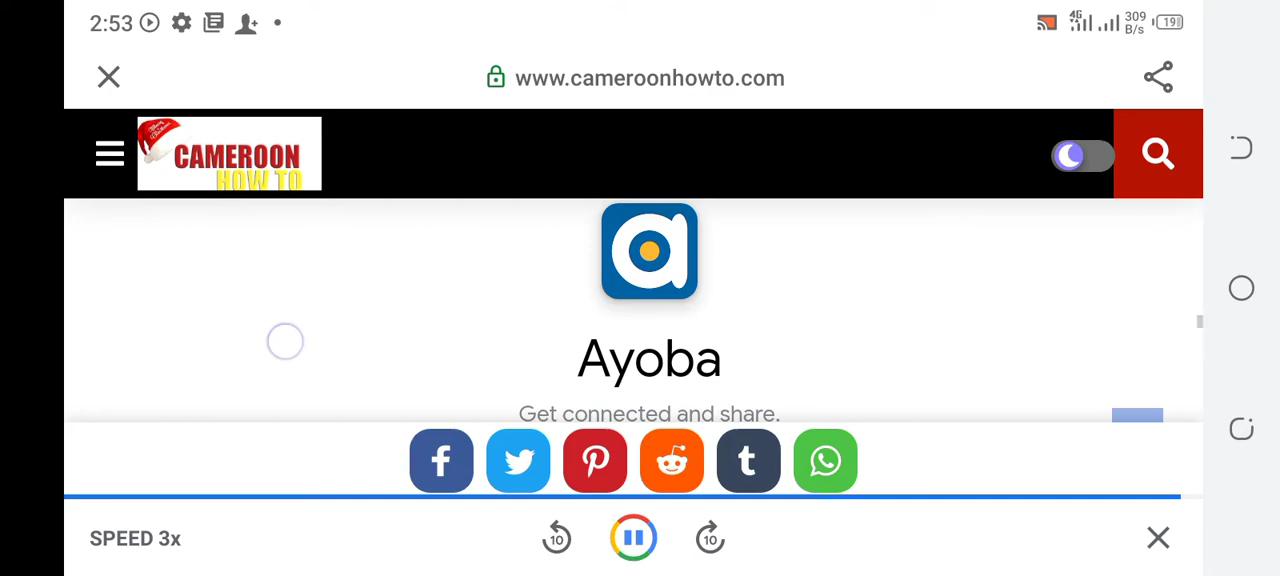 2:53 4G 309 B/s 19
www.cameroonhowto.com
CAMEROON
HOW TO
Ayoba
Get connected and share.
10 10
SPEED 3x